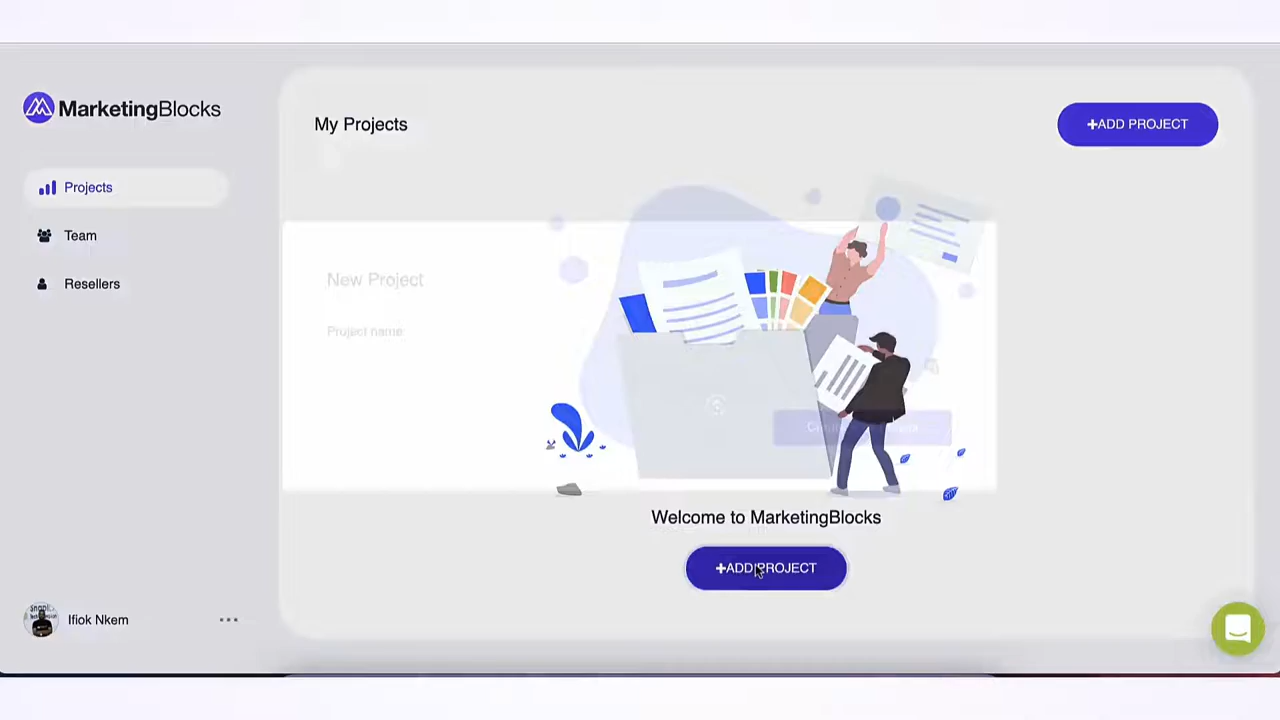 MarketingBlocks
My Projects
+ADD PROJECT
Projects
Team
Resellers
New Project
Project name
Welcome to MarketingBlocks
+ADD PROJECT
Ifiok Nkem